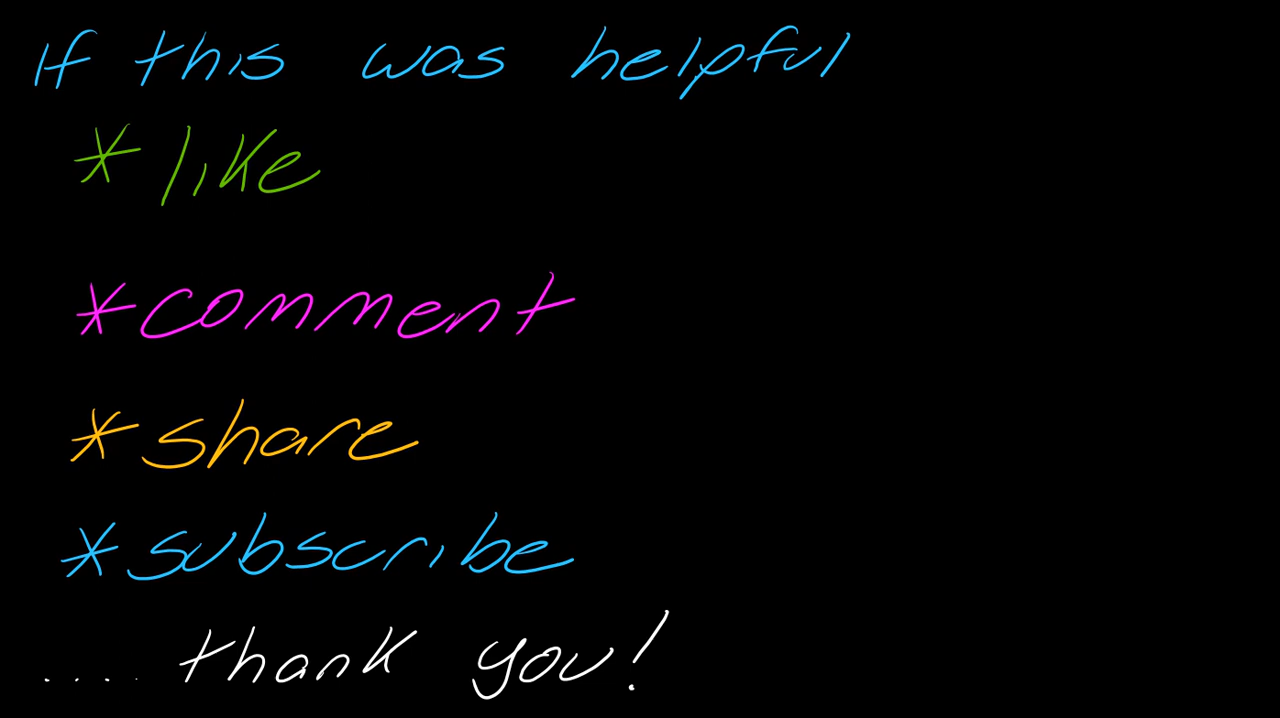 If this was helpful
* like
* comment
* share
* subscribe
.... thank you!